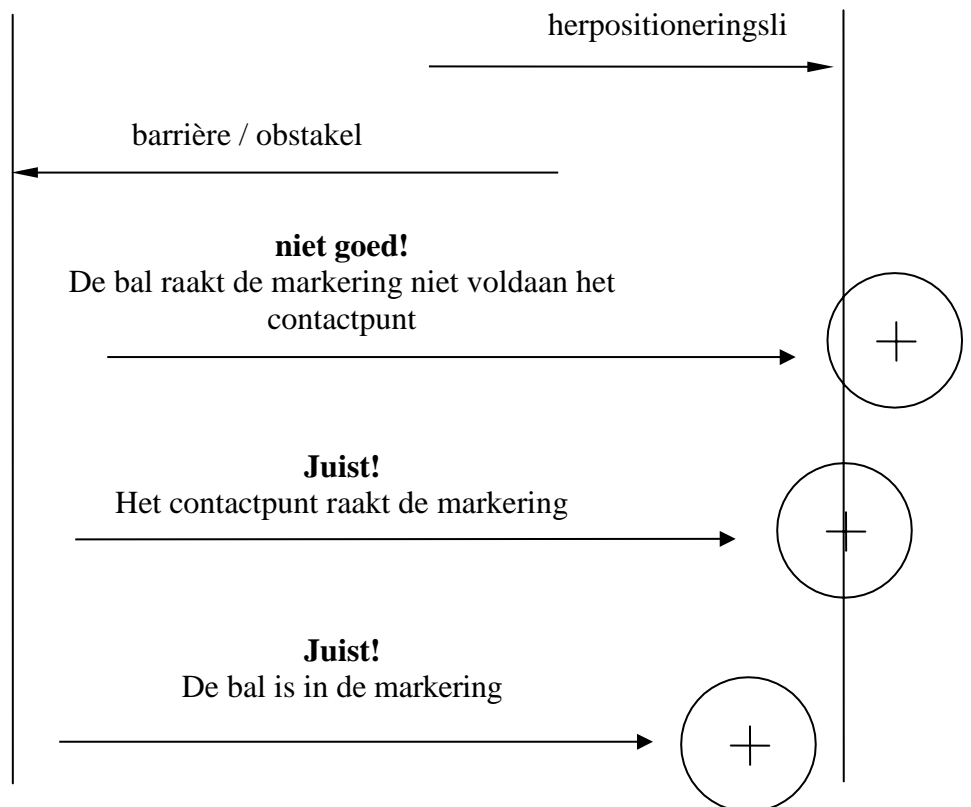 herpositioneringsli
barrière / obstakel
niet goed!
De bal raakt de markering niet voldaan het
contactpunt
Juist!
Het contactpunt raakt de markering
Juist!
De bal is in de markering